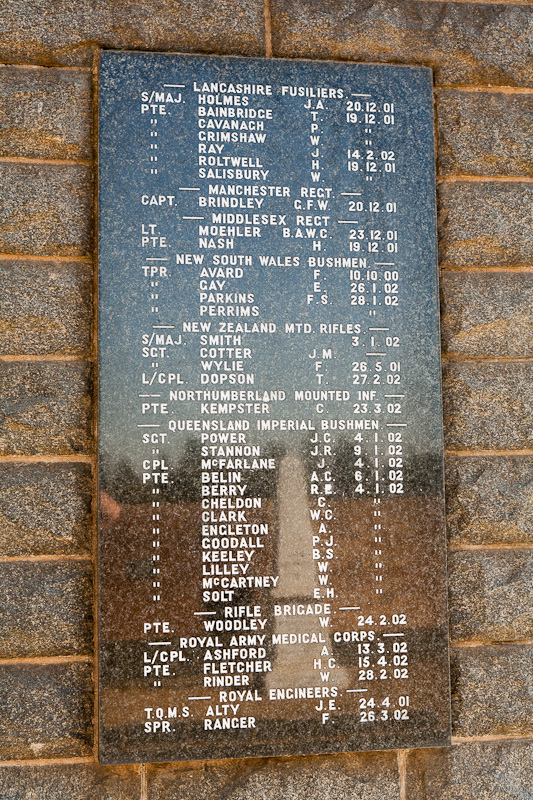 — LANCASHIRE FUSILIERS. —
S/MAJ. HOLMES J.A. 20.12.01
PTE. BAINBRIDGE T. 19.12.01
" CAVANAGH P. "
" GRIMSHAW W. "
" RAY J. 14.2.02
" ROLTWELL H. 19.12.01
" SALISBURY W. "
— MANCHESTER REGT. —
CAPT. BRINDLEY G.F.W. 20.12.01
— MIDDLESEX REGT —
LT. MOEHLER B.A.W.C. 23.12.01
PTE. NASH H. 19.12.01
— NEW SOUTH WALES BUSHMEN. —
TPR. AVARD F. 10.10.00
" GAY E. 26.1.02
" PARKINS F.S. 28.1.02
" PERRIMS "
— NEW ZEALAND MTD. RIFLES. —
S/MAJ. SMITH 3.1.02
SGT. COTTER J.M. —
" WYLIE F. 26.5.01
L/CPL. DOPSON T. 27.2.02
— NORTHUMBERLAND MOUNTED INF. —
PTE. KEMPSTER C 23.3.02
— QUEENSLAND IMPERIAL BUSHMEN. —
SGT. POWER J.C. 4.1.02
" STANNON J.R. 9.1.02
CPL. McFARLANE J. 4.1.02
PTE. BELIN A.C. 6.1.02
" BERRY R.E. 4.1.02
" CHELDON C. "
" CLARK W.C. "
" ENGLETON A. "
" GOODALL P.J. "
" KEELEY B.S. "
" LILLEY W. "
" McCARTNEY W. "
" SOLT E.H. "
— RIFLE BRIGADE. —
PTE. WOODLEY W. 24.2.02
— ROYAL ARMY MEDICAL CORPS. —
L/CPL. ASHFORD A. 13.3.02
PTE. FLETCHER H.C. 15.4.02
" RINDER W. 28.2.02
— ROYAL ENGINEERS. —
T.Q.M.S. ALTY J.E. 24.4.01
SPR. RANGER F. 26.3.02